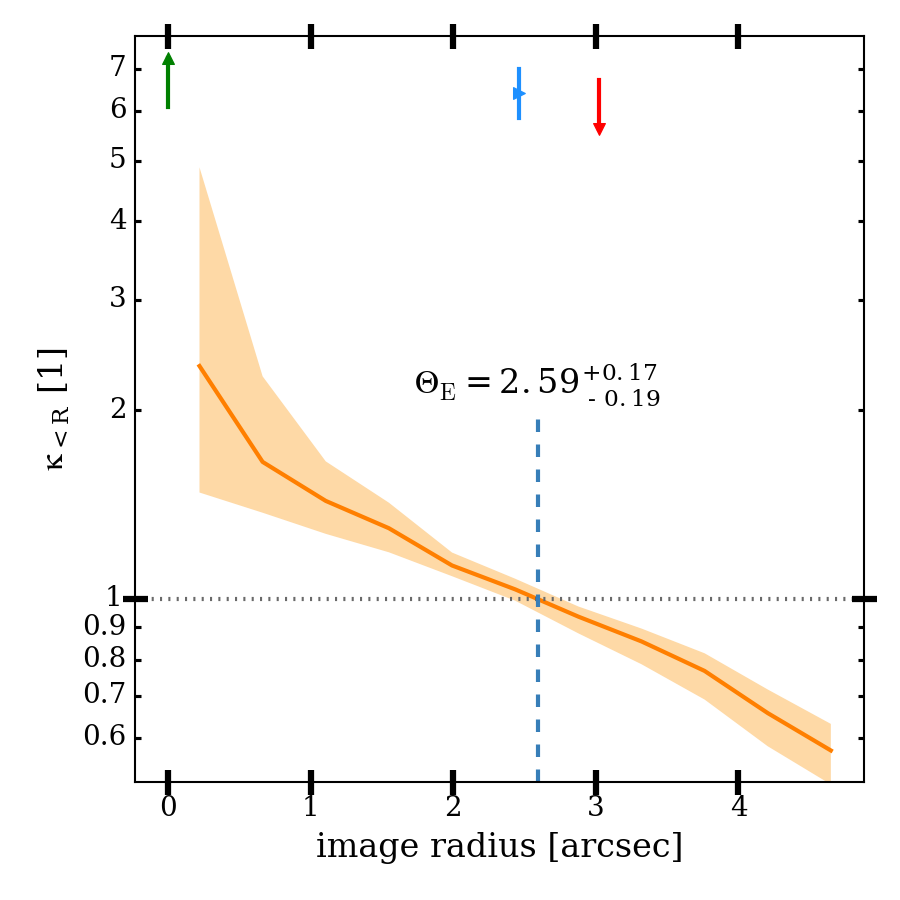 7
6
5
4
3
2
1
0.9
0.8
0.7
0.6
κ<R [1]
Θ_E = 2.59 +0.17 - 0.19
0 1 2 3 4
image radius [arcsec]